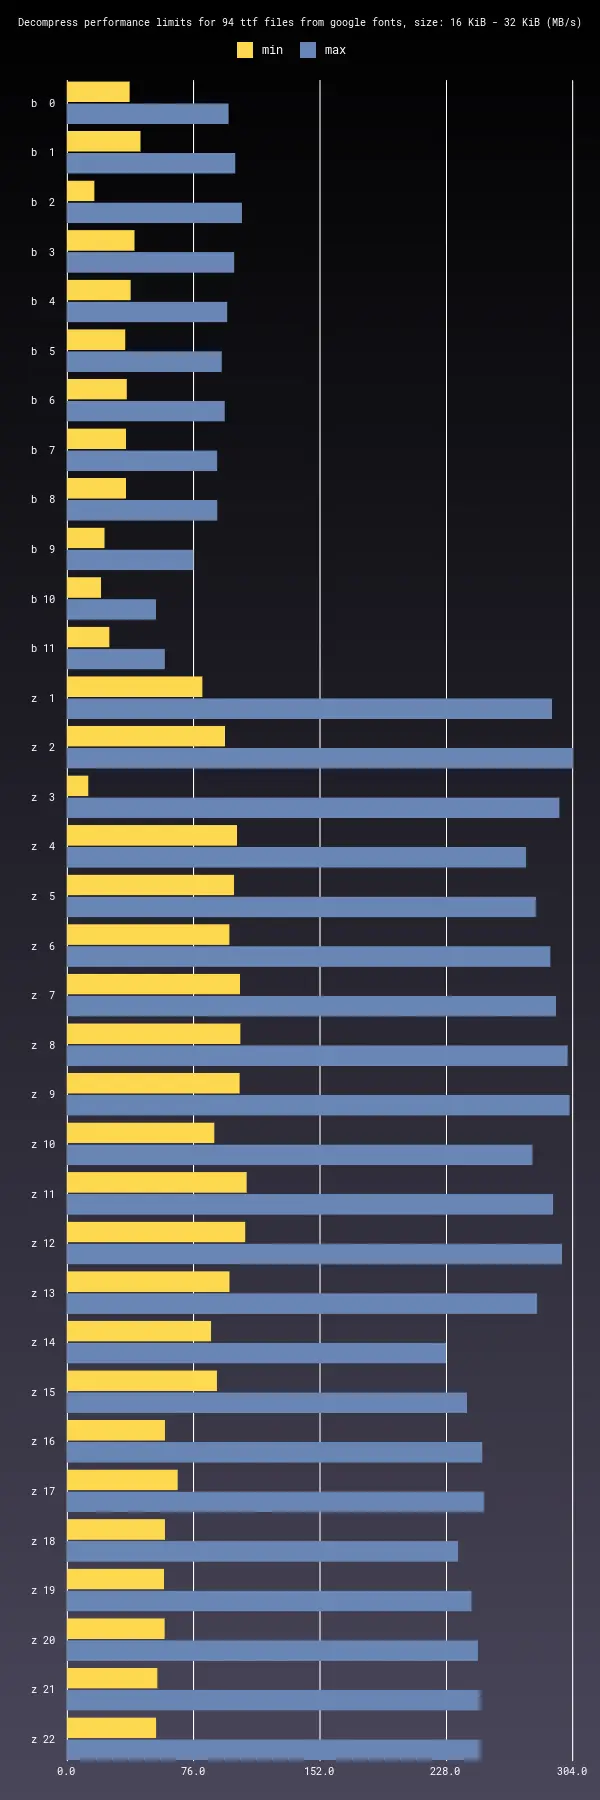 Decompress performance limits for 94 ttf files from google fonts, size: 16 KiB - 32 KiB (MB/s)
min max
b 0
b 1
b 2
b 3
b 4
b 5
b 6
b 7
b 8
b 9
b 10
b 11
z 1
z 2
z 3
z 4
z 5
z 6
z 7
z 8
z 9
z 10
z 11
z 12
z 13
z 14
z 15
z 16
z 17
z 18
z 19
z 20
z 21
z 22
0.0 76.0 152.0 228.0 304.0